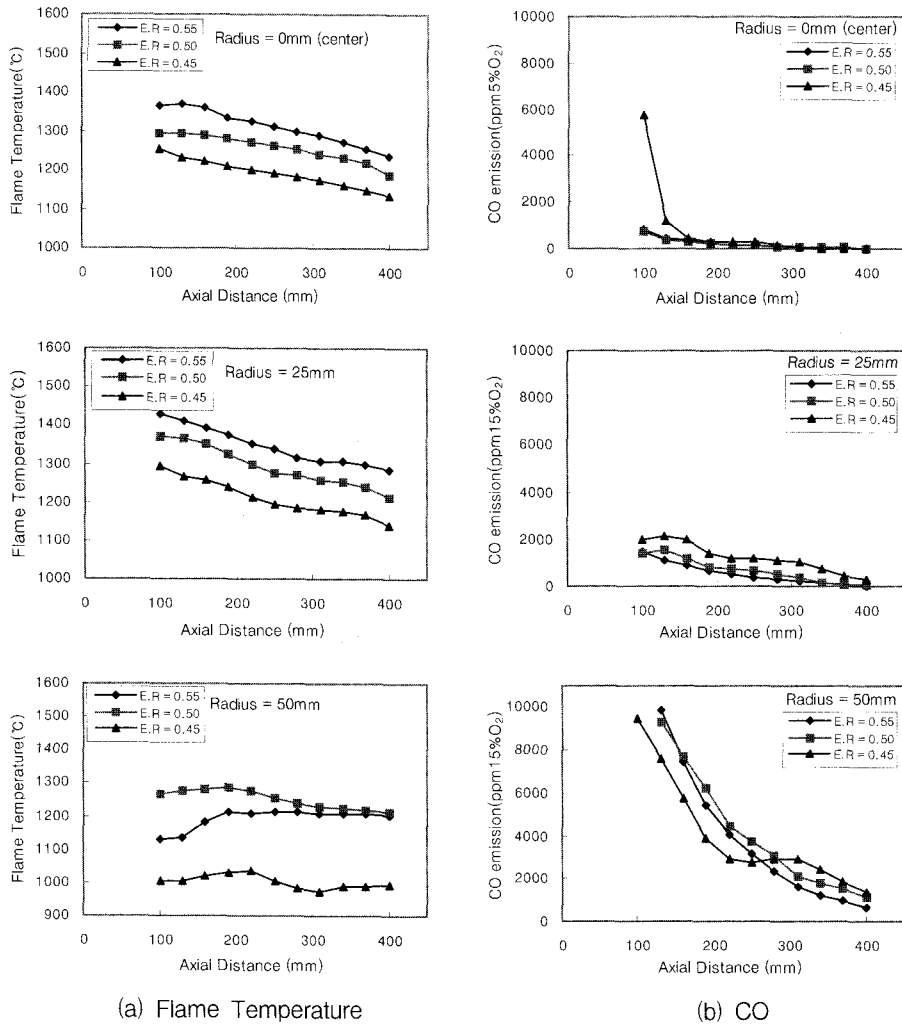 1600
1500
1400
1300
1200
1100
1000
0
100
200
300
400
Flame Temperature(℃)
Axial Distance (mm)
E.R = 0.55
E.R = 0.50
E.R = 0.45
Radius = 0mm (center)
10000
8000
6000
4000
2000
0
0
100
200
300
400
CO emission(ppm5%O₂)
Axial Distance (mm)
Radius = 0mm (center)
E.R = 0.55
E.R = 0.50
E.R = 0.45
1600
1500
1400
1300
1200
1100
1000
0
100
200
300
400
Flame Temperature(℃)
Axial Distance (mm)
E.R = 0.55
E.R = 0.50
E.R = 0.45
Radius = 25mm
10000
8000
6000
4000
2000
0
0
100
200
300
400
CO emission(ppm15%O₂)
Axial Distance (mm)
Radius = 25mm
E.R = 0.55
E.R = 0.50
E.R = 0.45
1600
1500
1400
1300
1200
1100
1000
900
0
100
200
300
400
Flame Temperature(℃)
Axial Distance (mm)
E.R = 0.55
E.R = 0.50
E.R = 0.45
Radius = 50mm
10000
8000
6000
4000
2000
0
0
100
200
300
400
CO emission(ppm15%O₂)
Axial Distance (mm)
Radius = 50mm
E.R = 0.55
E.R = 0.50
E.R = 0.45
(a) Flame Temperature
(b) CO